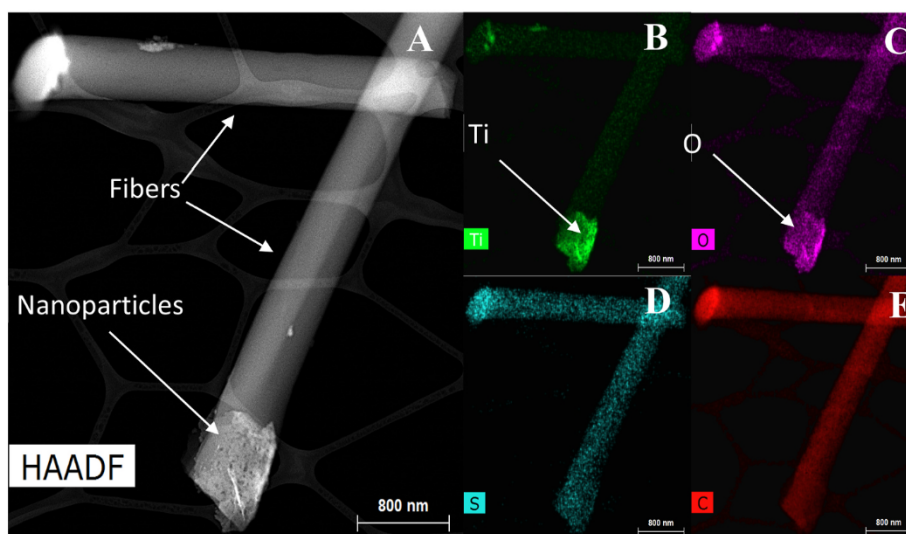 A
Fibers
Nanoparticles
HAADF
800 nm
B
Ti
Ti
800 nm
C
O
O
800 nm
D
S
800 nm
E
C
800 nm